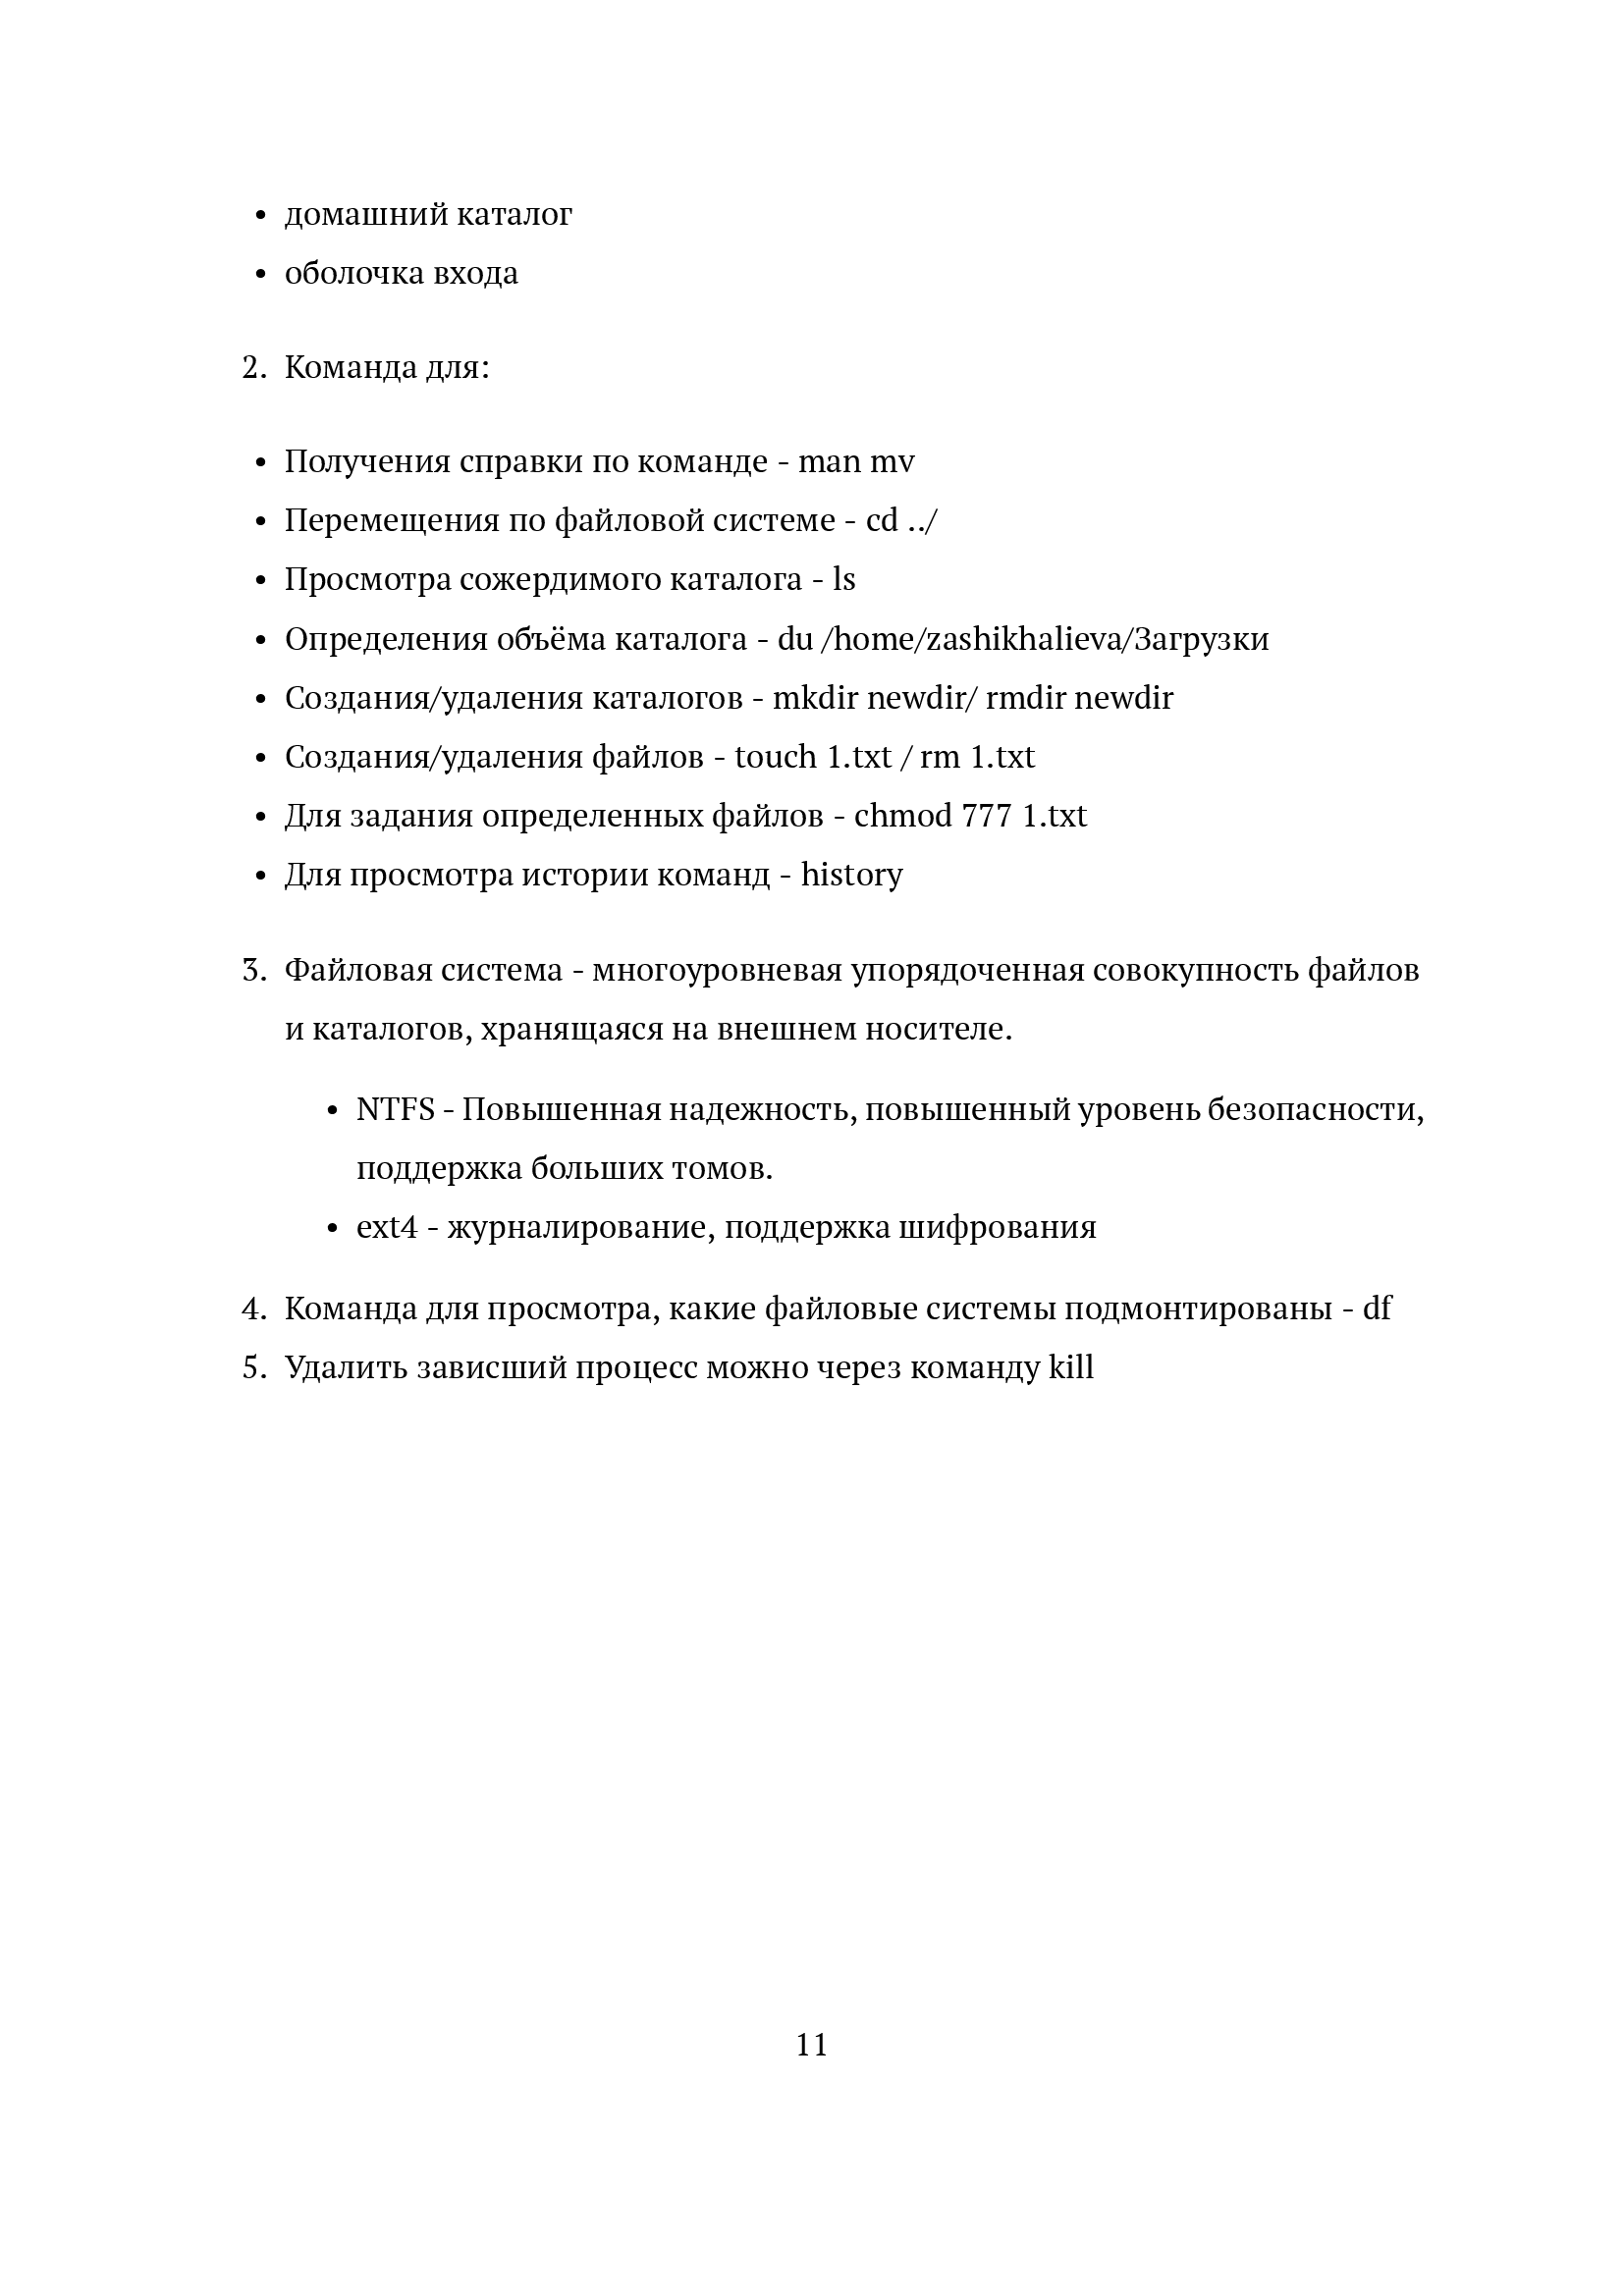 • домашний каталог
• оболочка входа
2. Команда для:
• Получения справки по команде - man mv
• Перемещения по файловой системе - cd ../
• Просмотра сожердимого каталога - ls
• Определения объёма каталога - du /home/zashikhalieva/Загрузки
• Создания/удаления каталогов - mkdir newdir/ rmdir newdir
• Создания/удаления файлов - touch 1.txt / rm 1.txt
• Для задания определенных файлов - chmod 777 1.txt
• Для просмотра истории команд - history
3. Файловая система - многоуровневая упорядоченная совокупность файлов
и каталогов, хранящаяся на внешнем носителе.
• NTFS - Повышенная надежность, повышенный уровень безопасности,
поддержка больших томов.
• ext4 - журналирование, поддержка шифрования
4. Команда для просмотра, какие файловые системы подмонтированы - df
5. Удалить зависший процесс можно через команду kill
11